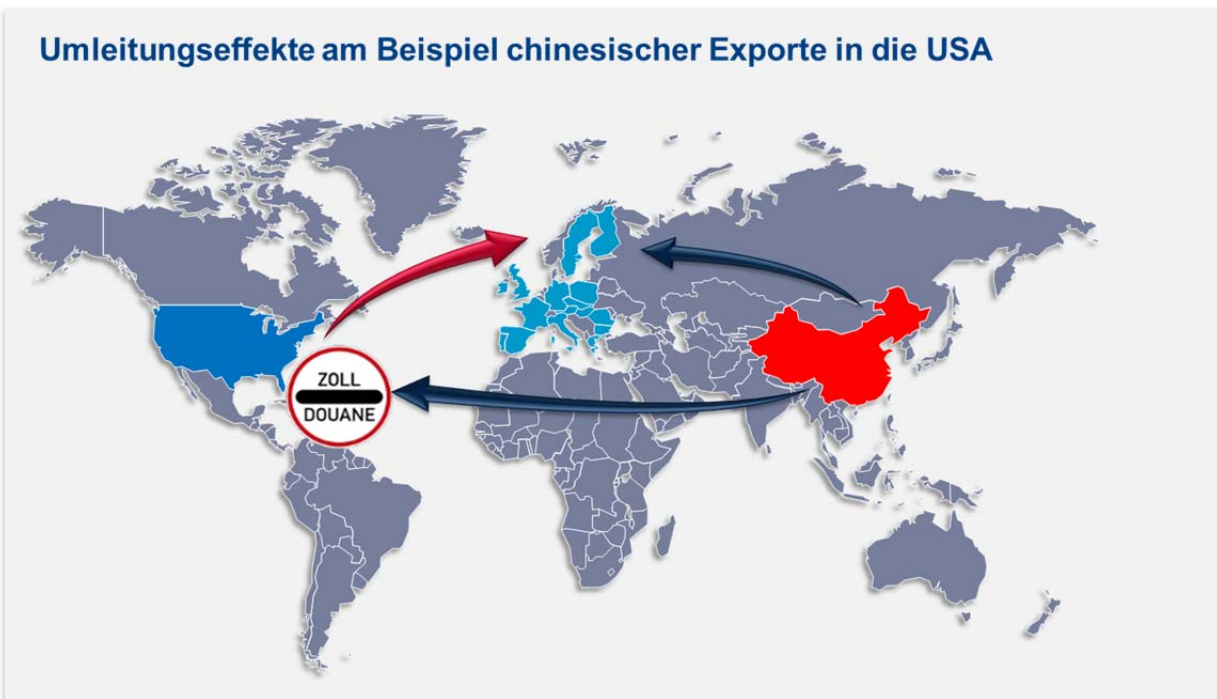 Umleitungseffekte am Beispiel chinesischer Exporte in die USA
ZOLL
DOUANE